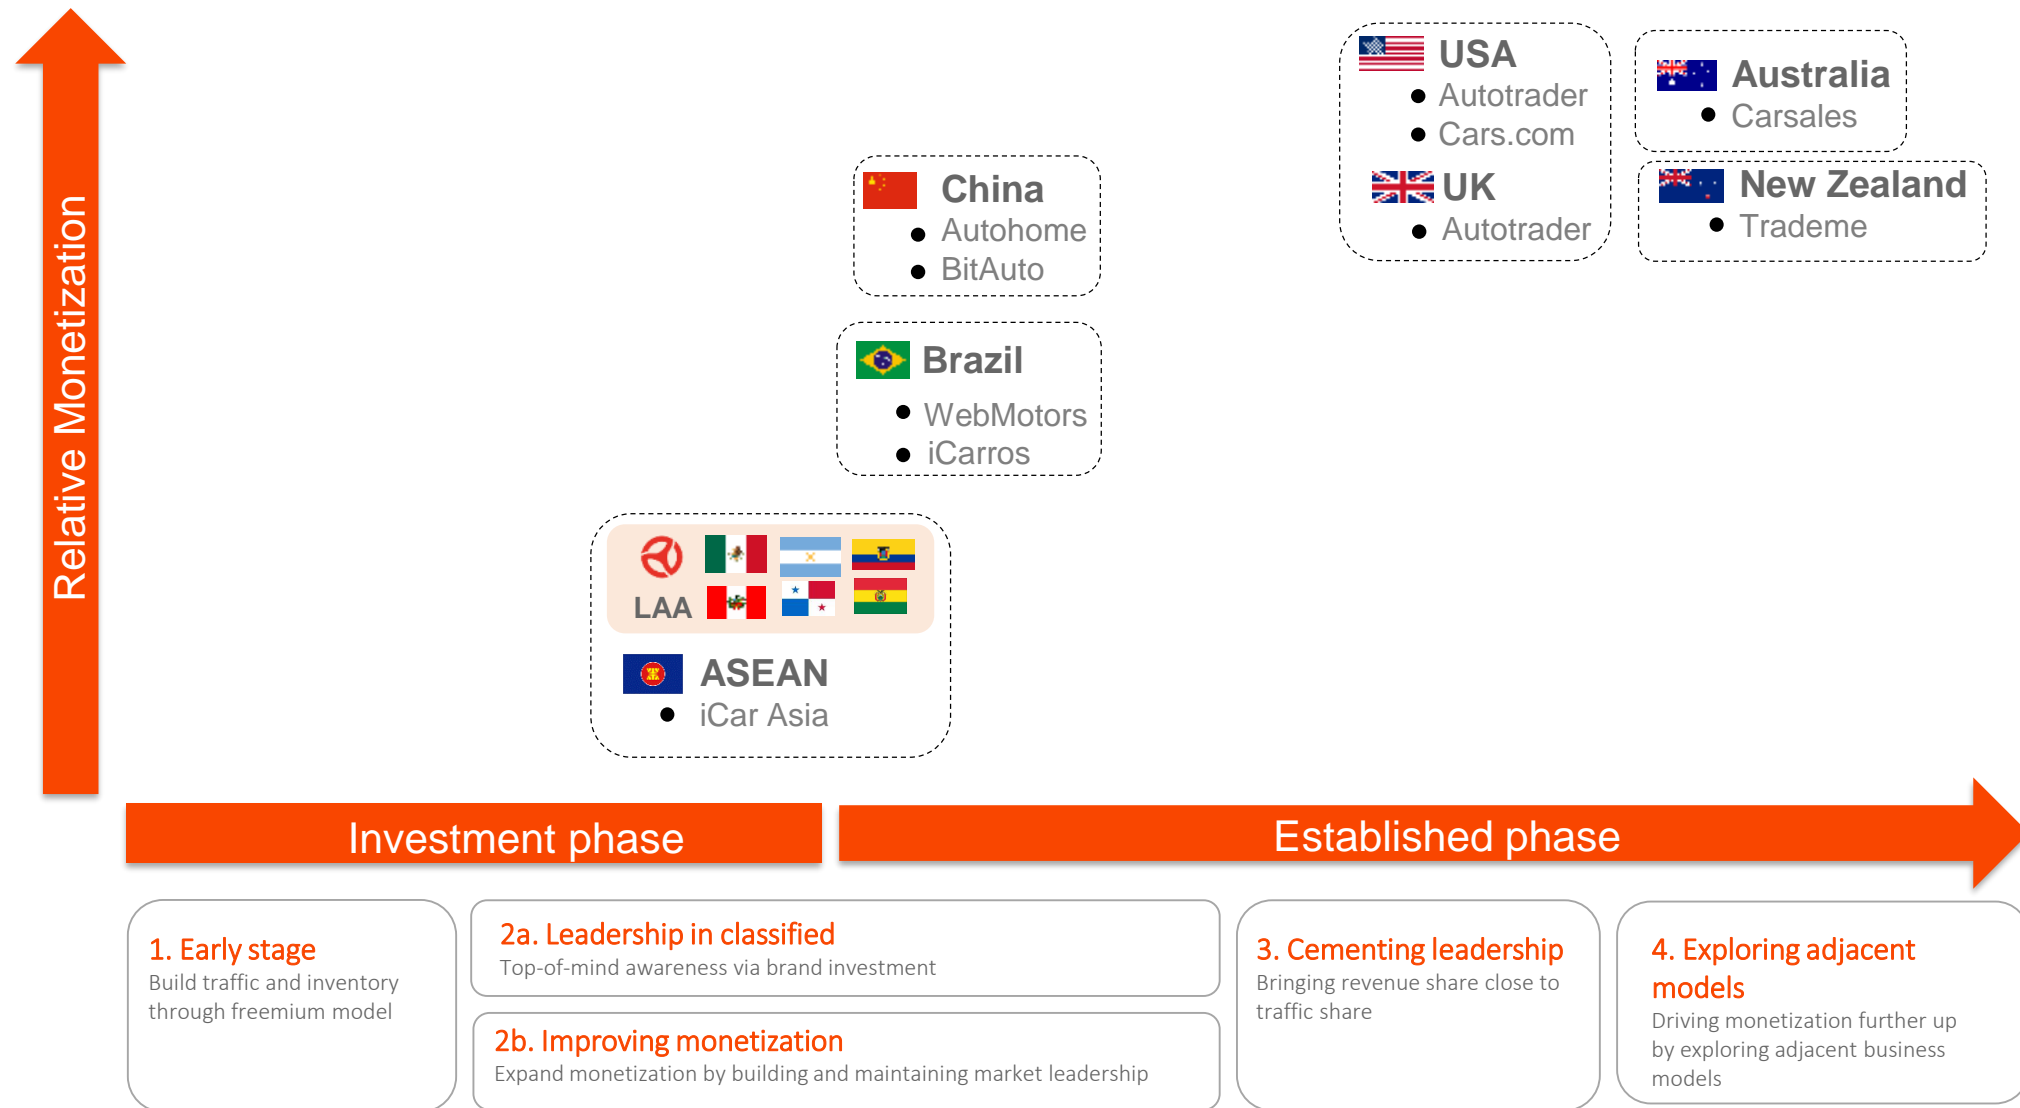 Relative Monetization
USA
Autotrader
Cars.com
UK
Autotrader
Australia
Carsales
New Zealand
Trademe
China
Autohome
BitAuto
Brazil
WebMotors
iCarros
LAA
ASEAN
iCar Asia
Investment phase
Established phase
1. Early stage
Build traffic and inventory
through freemium model
2a. Leadership in classified
Top-of-mind awareness via brand investment
2b. Improving monetization
Expand monetization by building and maintaining market leadership
3. Cementing leadership
Bringing revenue share close to
traffic share
4. Exploring adjacent
models
Driving monetization further up
by exploring adjacent business
models